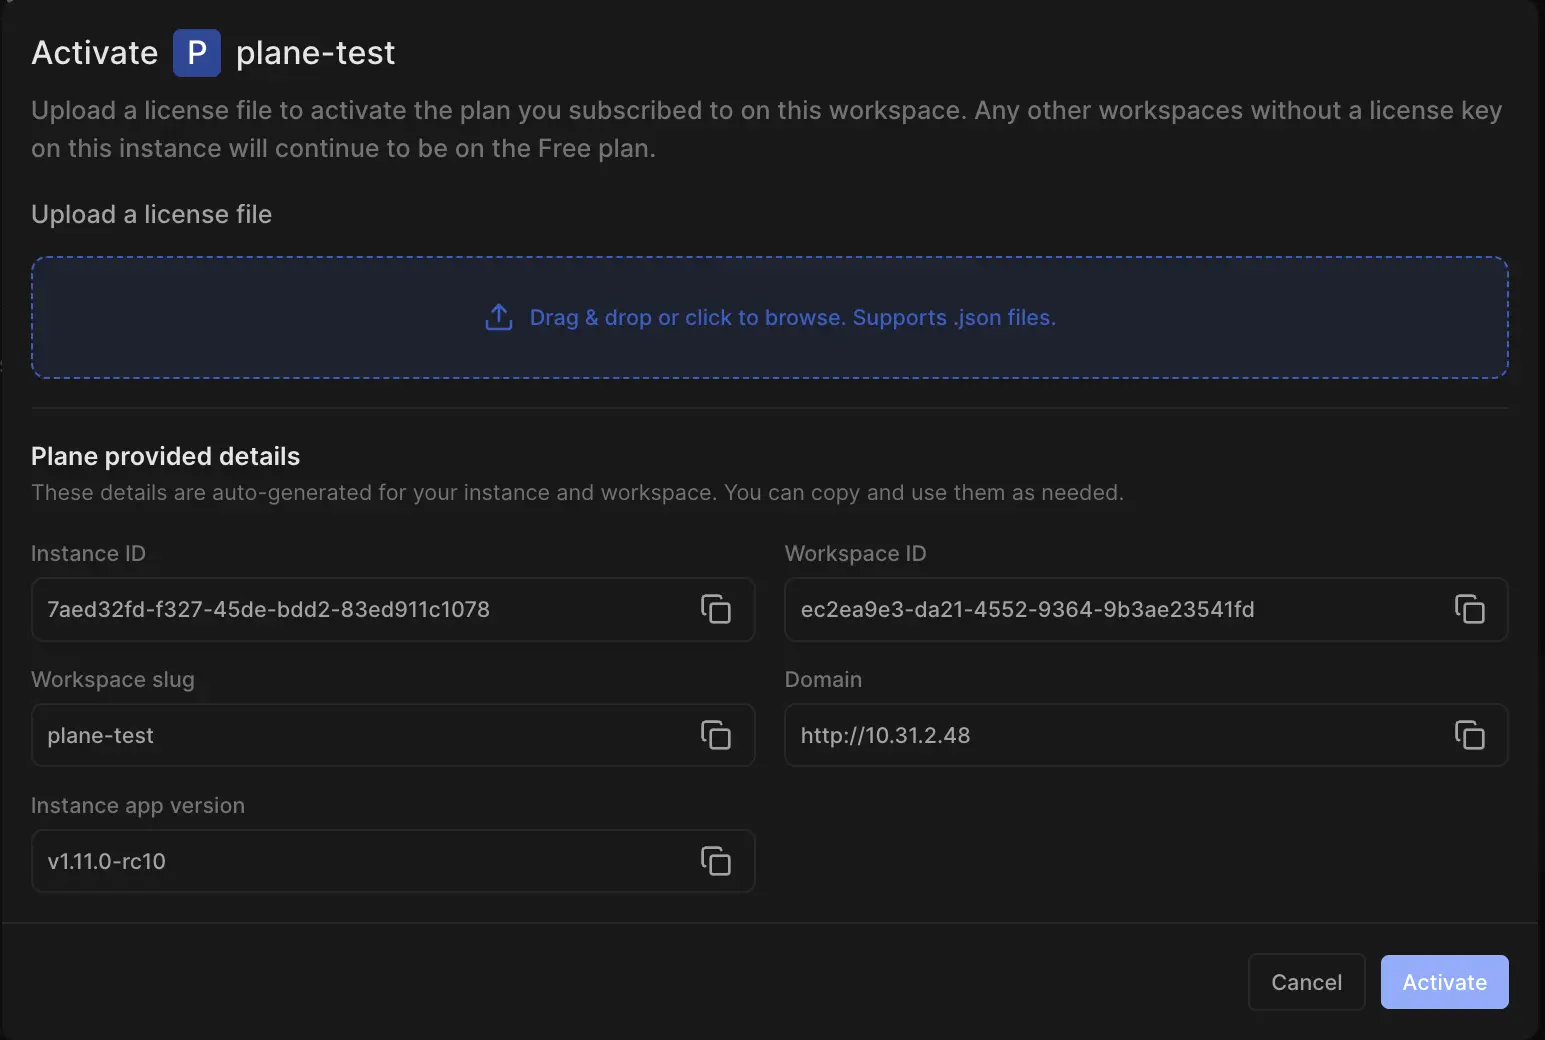 Activate P plane-test
Upload a license file to activate the plan you subscribed to on this workspace. Any other workspaces without a license key
on this instance will continue to be on the Free plan.
Upload a license file
Drag & drop or click to browse. Supports .json files.
Plane provided details
These details are auto-generated for your instance and workspace. You can copy and use them as needed.
Instance ID
7aed32fd-f327-45de-bdd2-83ed911c1078
Workspace ID
ec2ea9e3-da21-4552-9364-9b3ae23541fd
Workspace slug
plane-test
Domain
http://10.31.2.48
Instance app version
v1.11.0-rc10
Cancel
Activate